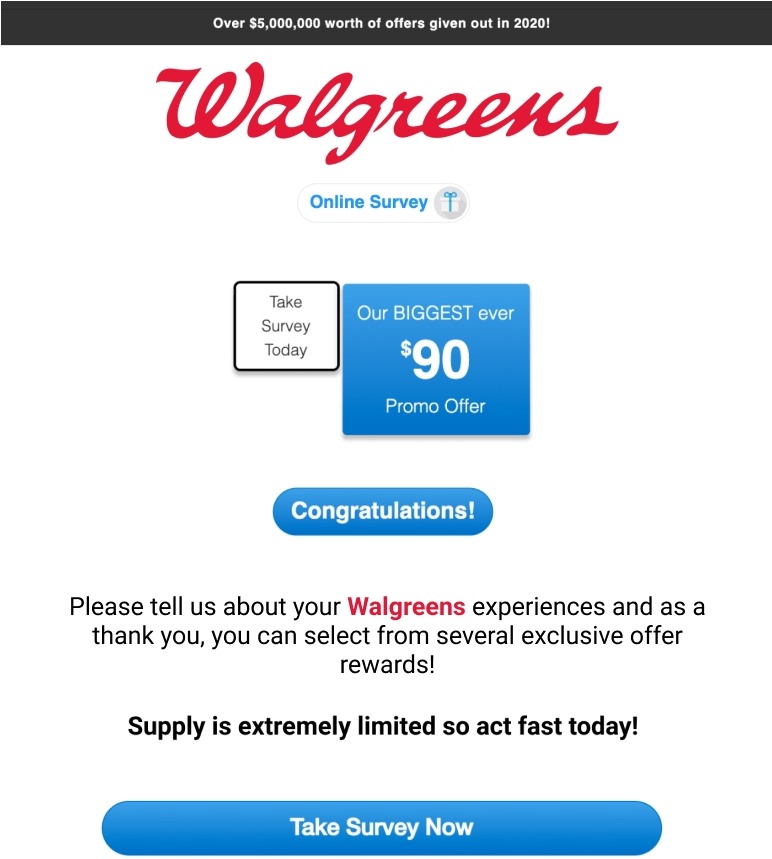 Over $5,000,000 worth of offers given out in 2020!
Walgreens
Online Survey
Take
Survey
Today
Our BIGGEST ever
$90
Promo Offer
Congratulations!
Please tell us about your Walgreens experiences and as a
thank you, you can select from several exclusive offer
rewards!
Supply is extremely limited so act fast today!
Take Survey Now